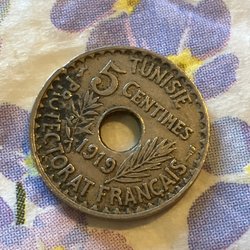 TUNISIE
5
CENTIMES
1919
PROTECTORAT FRANÇAIS